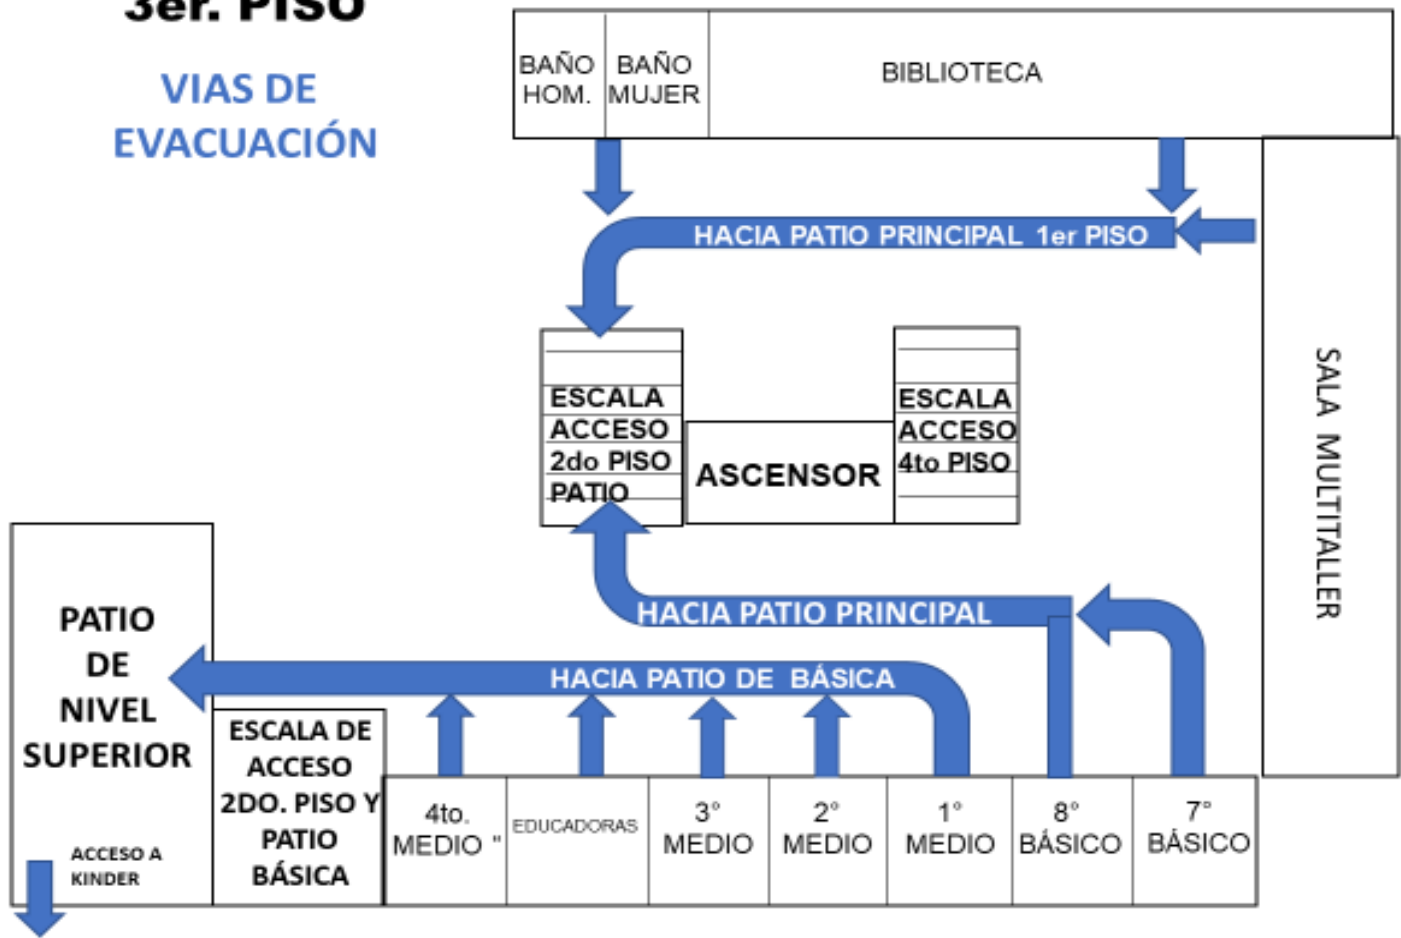 3er. PISO
VIAS DE
EVACUACIÓN
BAÑO
HOM.
BAÑO
MUJER
BIBLIOTECA
HACIA PATIO PRINCIPAL 1er PISO
SALA MULTITALLER
ESCALA
ACCESO
2do PISO
PATIO
ASCENSOR
ESCALA
ACCESO
4to PISO
HACIA PATIO PRINCIPAL
HACIA PATIO DE BÁSICA
PATIO
DE
NIVEL
SUPERIOR
ACCESO A
KINDER
ESCALA DE
ACCESO
2DO. PISO Y
PATIO
BÁSICA
4to.
MEDIO "
EDUCADORAS
3°
MEDIO
2°
MEDIO
1°
MEDIO
8°
BÁSICO
7°
BÁSICO